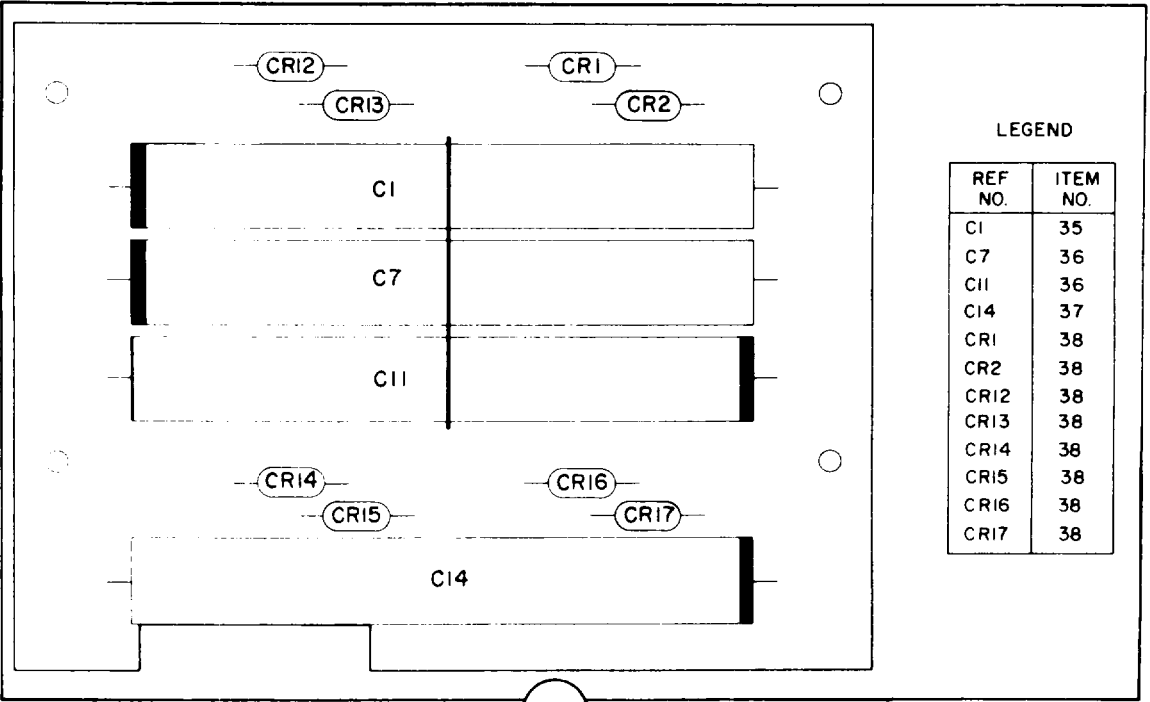 CR12 CR1
CR13 CR2
C1
C7
C11
CR14 CR16
CR15 CR17
C14
LEGEND
REF NO. ITEM NO.
C1 35
C7 36
C11 36
C14 37
CR1 38
CR2 38
CR12 38
CR13 38
CR14 38
CR15 38
CR16 38
CR17 38